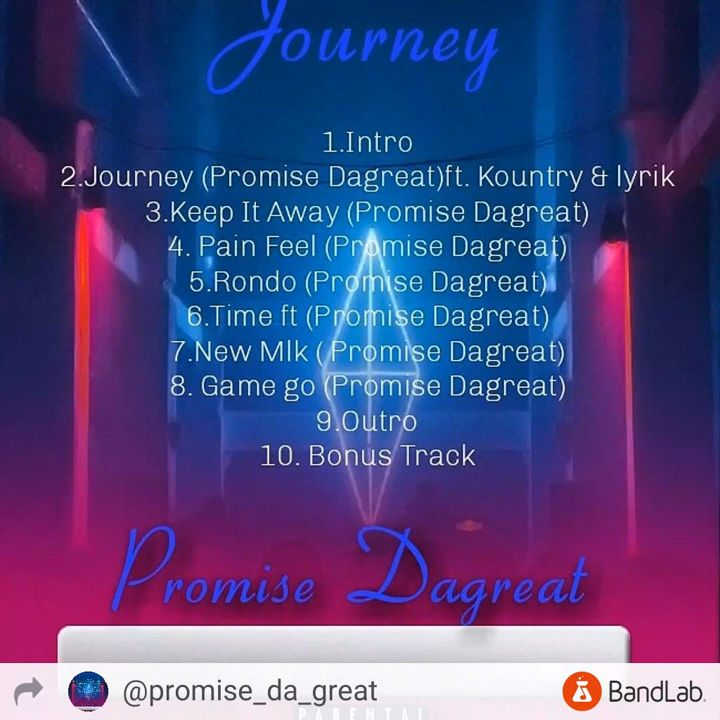 Journey
1.Intro
2.Journey (Promise Dagreat)ft. Kountry & lyrik
3.Keep It Away (Promise Dagreat)
4. Pain Feel (Promise Dagreat)
5.Rondo (Promise Dagreat)
6.Time ft (Promise Dagreat)
7.New Mlk ( Promise Dagreat)
8. Game go (Promise Dagreat)
9.Outro
10. Bonus Track
Promise Dagreat
@promise_da_great
BandLab.
PARENTAL